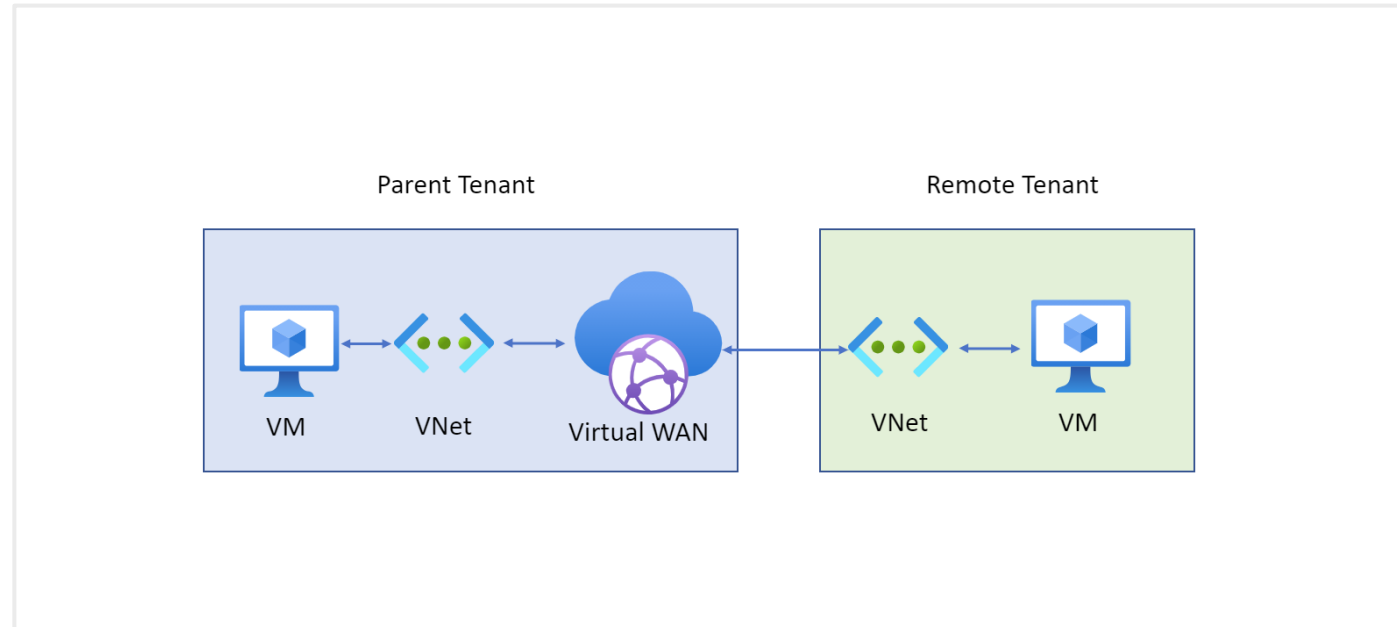 Parent Tenant
Remote Tenant
VM
VNet
Virtual WAN
VNet
VM